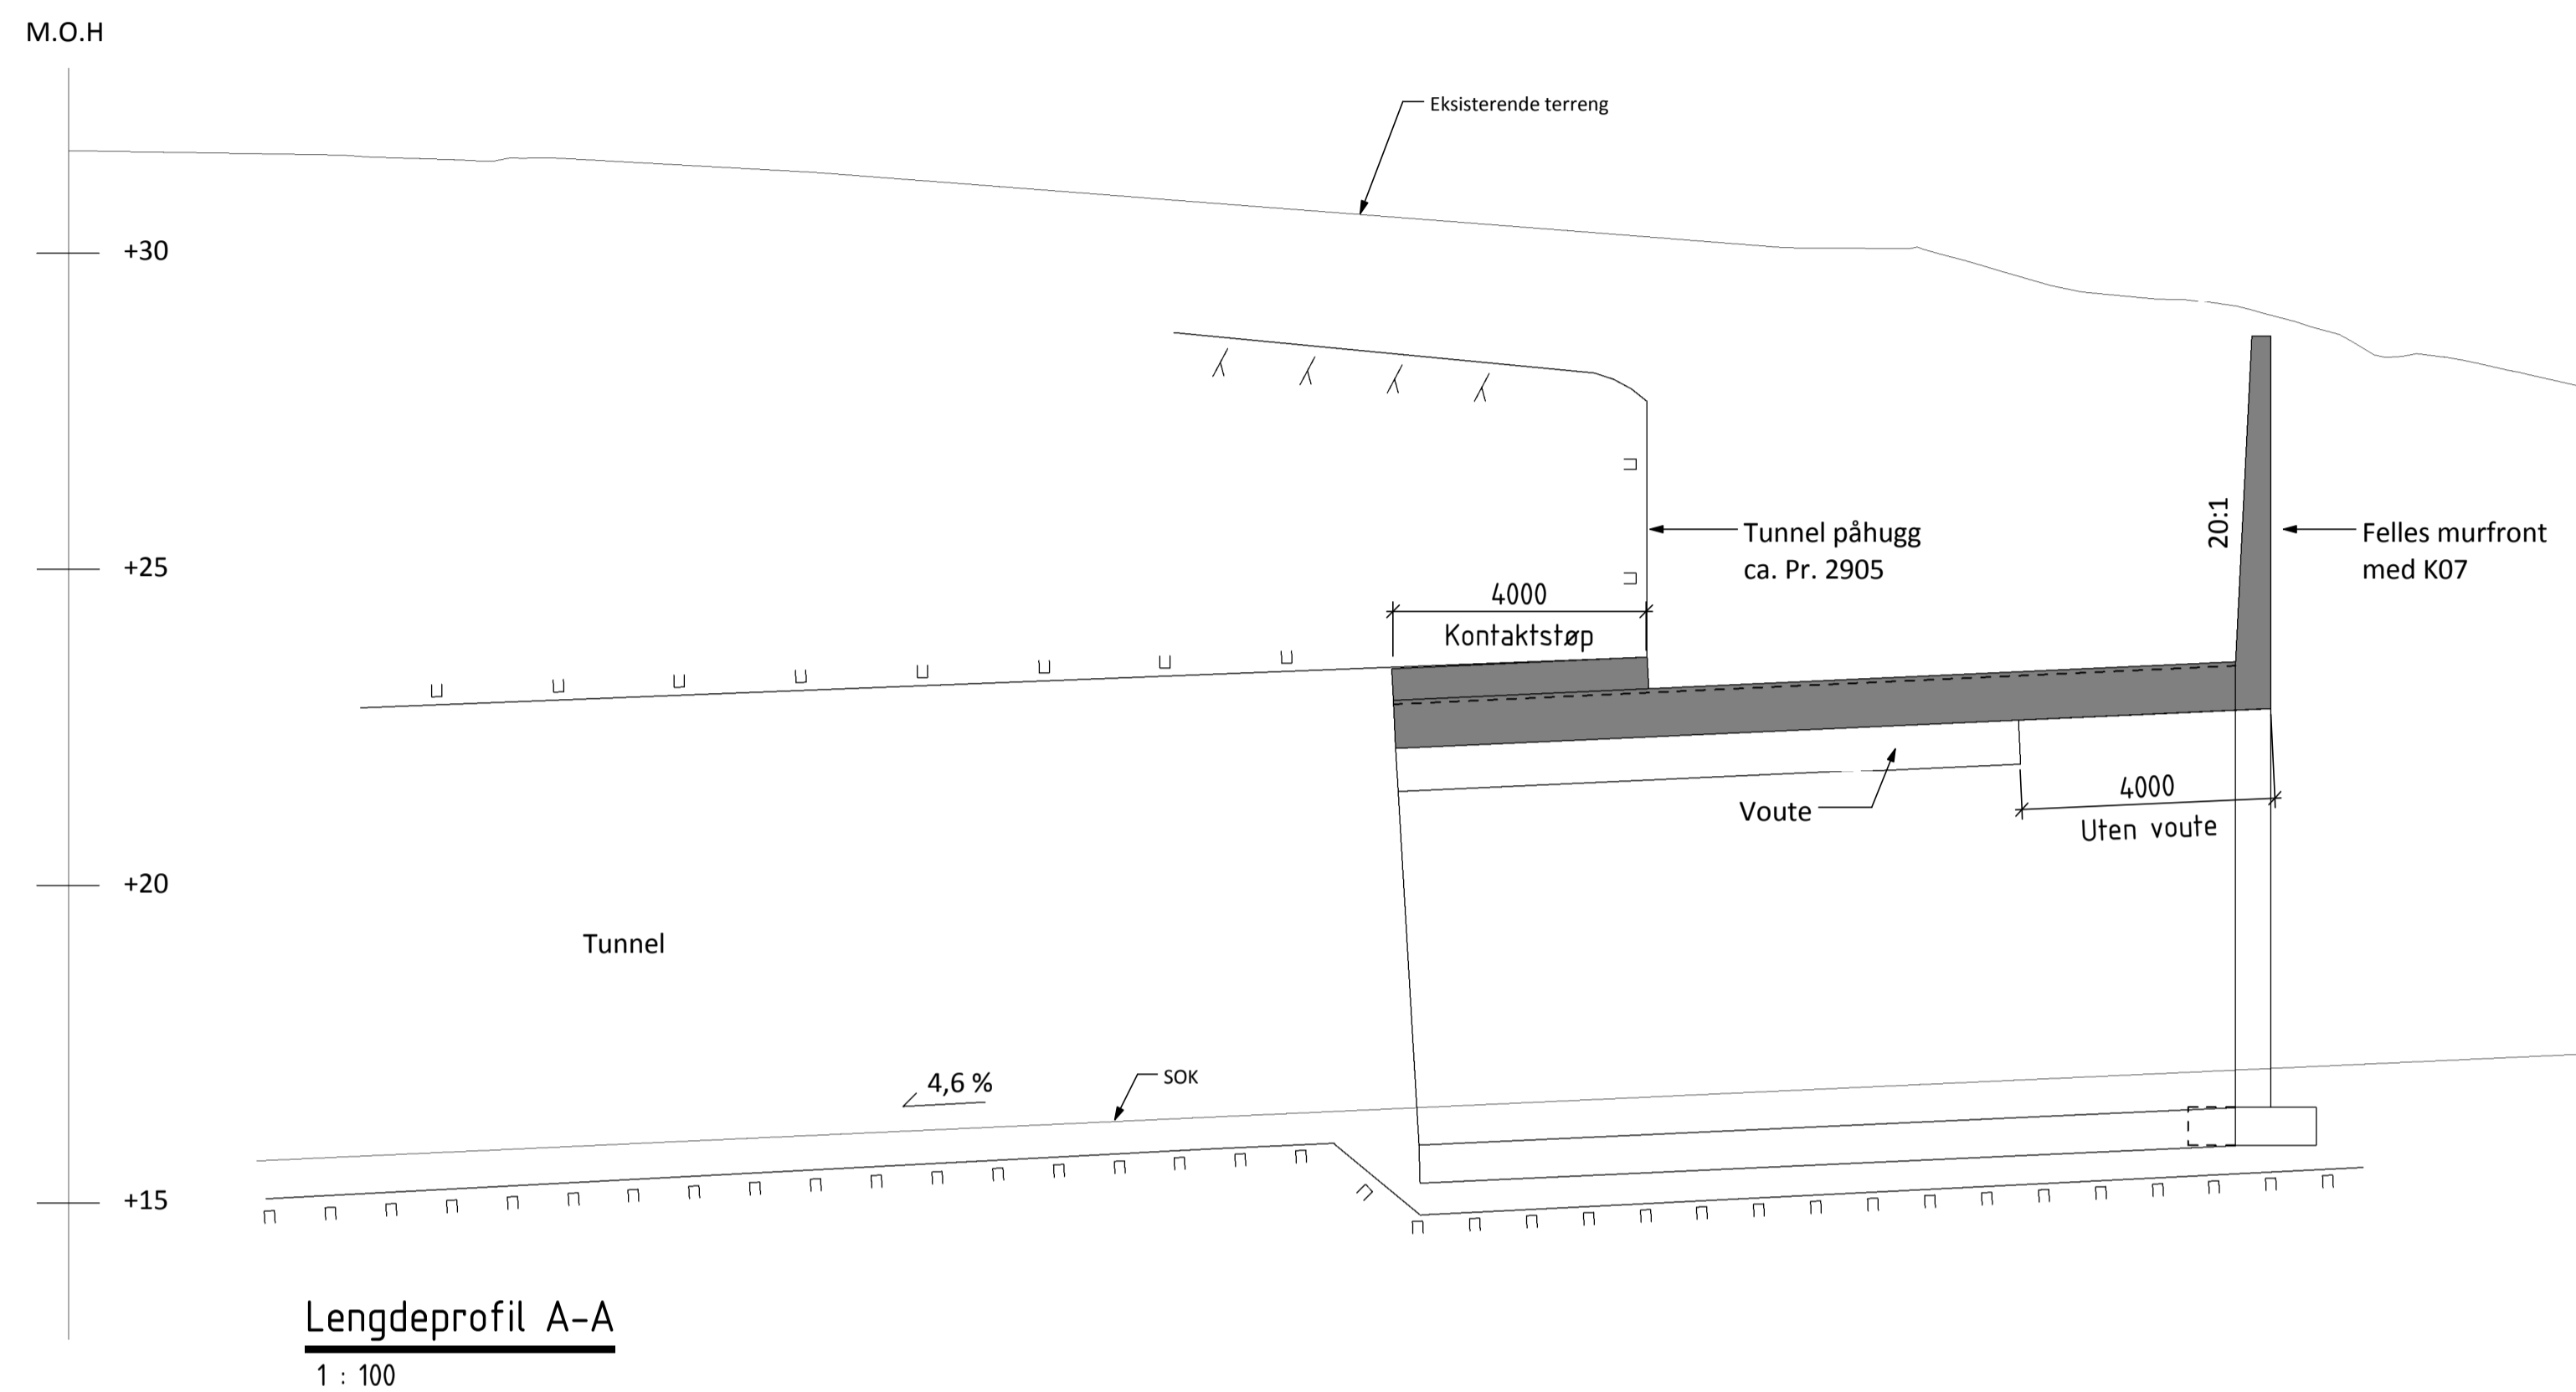 M.O.H
Eksisterende terreng
+30
20:1
Tunnel påhugg
ca. Pr. 2905
Felles murfront
med K07
+25
4000
Kontaktstøp
4000
Uten voute
Voute
+20
Tunnel
4,6 %
SOK
+15
Lengdeprofil A-A
1 : 100